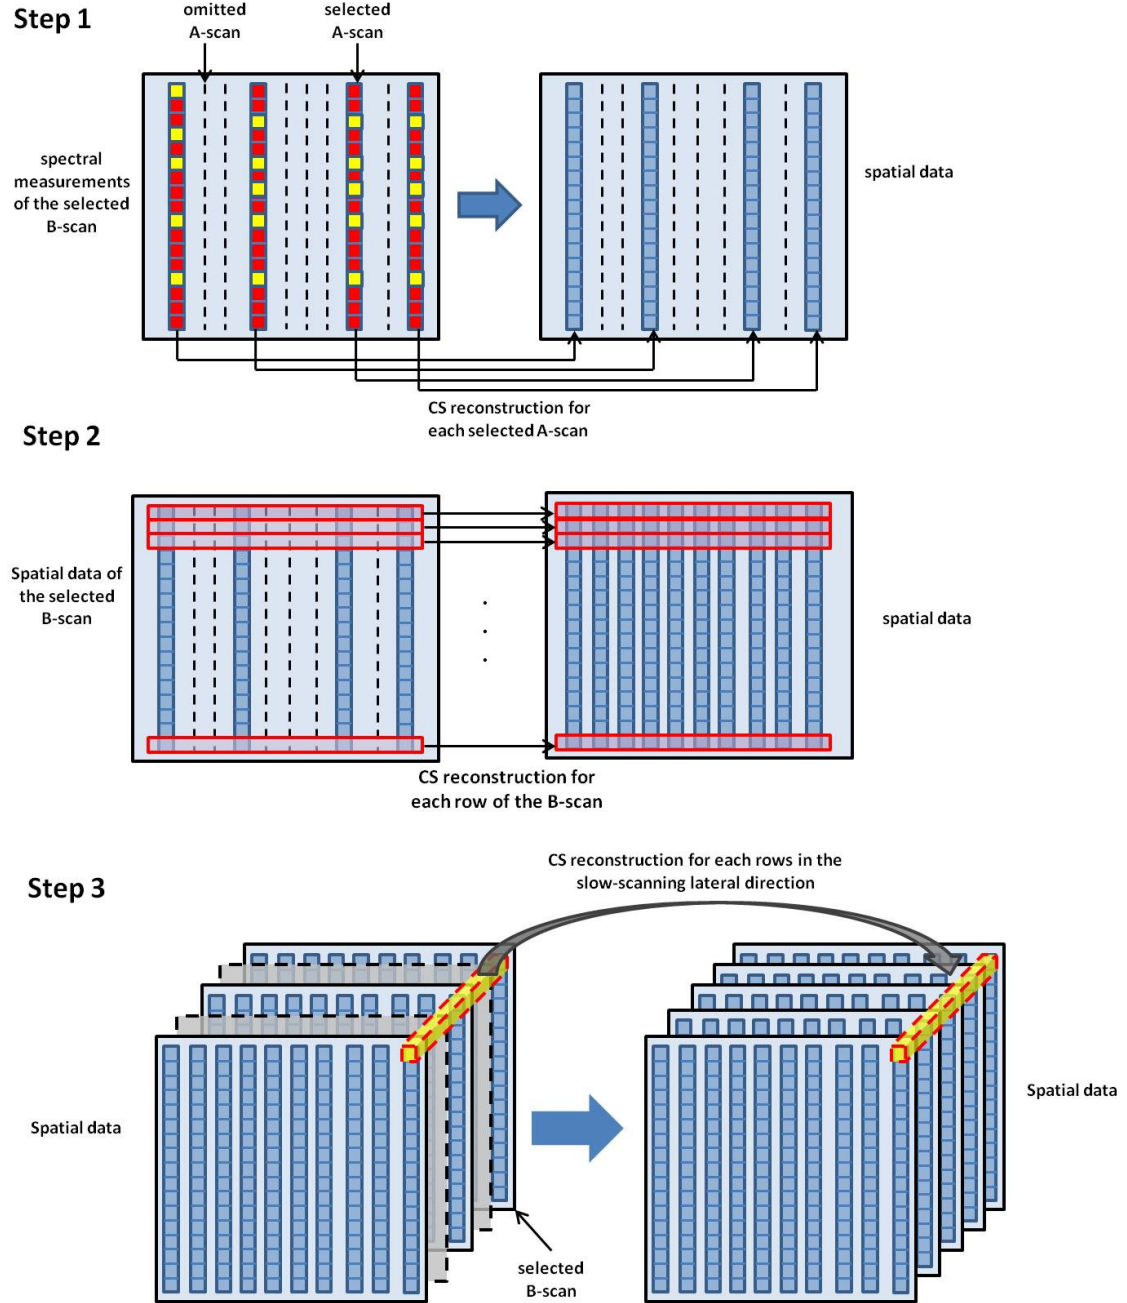 Step 1
omitted
A-scan
selected
A-scan
spectral
measurements
of the selected
B-scan
spatial data
CS reconstruction for
each selected A-scan
Step 2
Spatial data of
the selected
B-scan
spatial data
CS reconstruction for
each row of the B-scan
Step 3
CS reconstruction for each rows in the
slow-scanning lateral direction
Spatial data
Spatial data
selected
B-scan